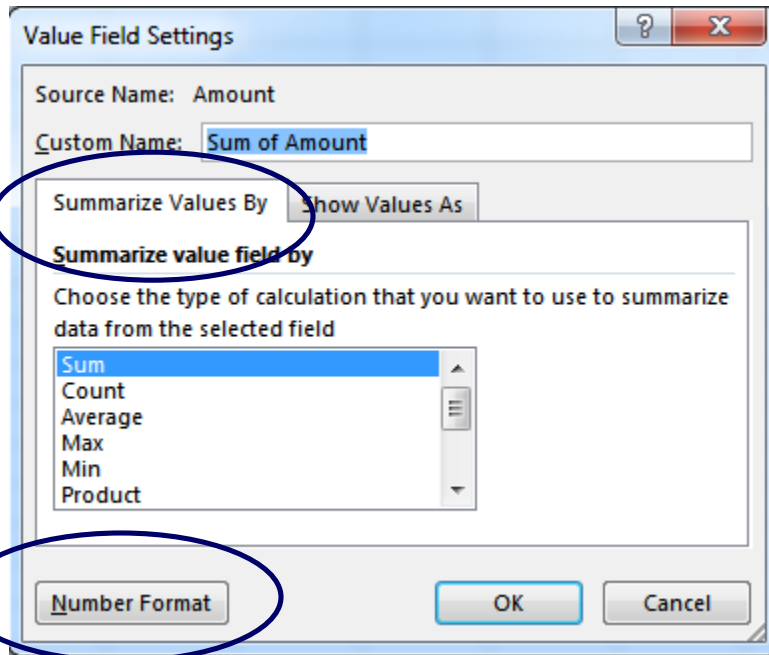 Value Field Settings
Source Name: Amount
Custom Name: Sum of Amount
Summarize Values By Show Values As
Summarize value field by
Choose the type of calculation that you want to use to summarize
data from the selected field
Sum
Count
Average
Max
Min
Product
Number Format OK Cancel